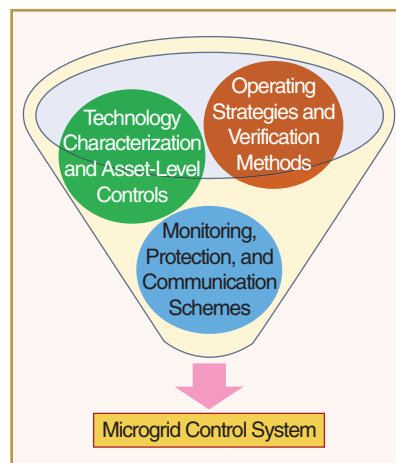 Technology
Characterization
and Asset-Level
Controls
Operating
Strategies and
Verification
Methods
Monitoring,
Protection, and
Communication
Schemes
Microgrid Control System